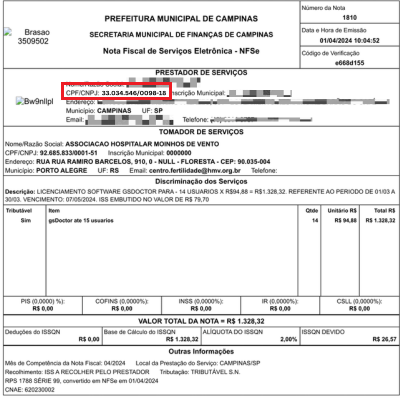 Brasao
3509502
PREFEITURA MUNICIPAL DE CAMPINAS
SECRETARIA MUNICIPAL DE FINANÇAS DE CAMPINAS
Nota Fiscal de Serviços Eletrônica - NFSe
Número da Nota
1810
Data e Hora de Emissão
01/04/2024 10:04:52
Código de Verificação
e668d155
PRESTADOR DE SERVIÇOS
Bw9nllpl
Nome/Razão Social:
CPF/CNPJ: 33.034.546/0098-18 Inscrição Municipal:
Endereço:
Município: CAMPINAS UF: SP
Email: Telefone:
TOMADOR DE SERVIÇOS
Nome/Razão Social: ASSOCIACAO HOSPITALAR MOINHOS DE VENTO
CPF/CNPJ: 92.685.833/0001-51 Inscrição Municipal: 0000000
Endereço: RUA RUA RAMIRO BARCELOS, 910, 0 - NULL - FLORESTA - CEP: 90.035-004
Município: PORTO ALEGRE UF: RS Email: centro.fertilidade@hmv.org.br Telefone:
Discriminação dos Serviços
Descrição: LICENCIAMENTO SOFTWARE GSDOCTOR PARA - 14 USUARIOS X R$94,88 = R$1.328,32. REFERENTE AO PERIODO DE 01/03 A
30/03. VENCIMENTO: 07/05/2024. ISS EMBUTIDO NO VALOR DE R$ 79,70
Tributável Item Qtde Unitário R$ Total R$
Sim gsDoctor ate 15 usuarios 14 R$ 94,88 R$ 1.328,32
PIS (0,0000) %): COFINS (0,0000%): INSS (0,0000%): IR (0,0000%): CSLL (0,0000%):
R$ 0,00 R$ 0,00 R$ 0,00 R$ 0,00 R$ 0,00
VALOR TOTAL DA NOTA = R$ 1.328,32
Deduções do ISSQN Base de Cálculo do ISSQN ALÍQUOTA DO ISSQN ISSQN DEVIDO
R$ 0,00 R$ 1.328,32 2,00% R$ 26,57
Outras Informações
Mês de Competência da Nota Fiscal: 04/2024 Local da Prestação do Serviço: CAMPINAS/SP
Recolhimento: ISS A RECOLHER PELO PRESTADOR Tributação: TRIBUTÁVEL S.N.
RPS 1788 SÉRIE 99, convertido em NFSe em 01/04/2024
CNAE: 620230002